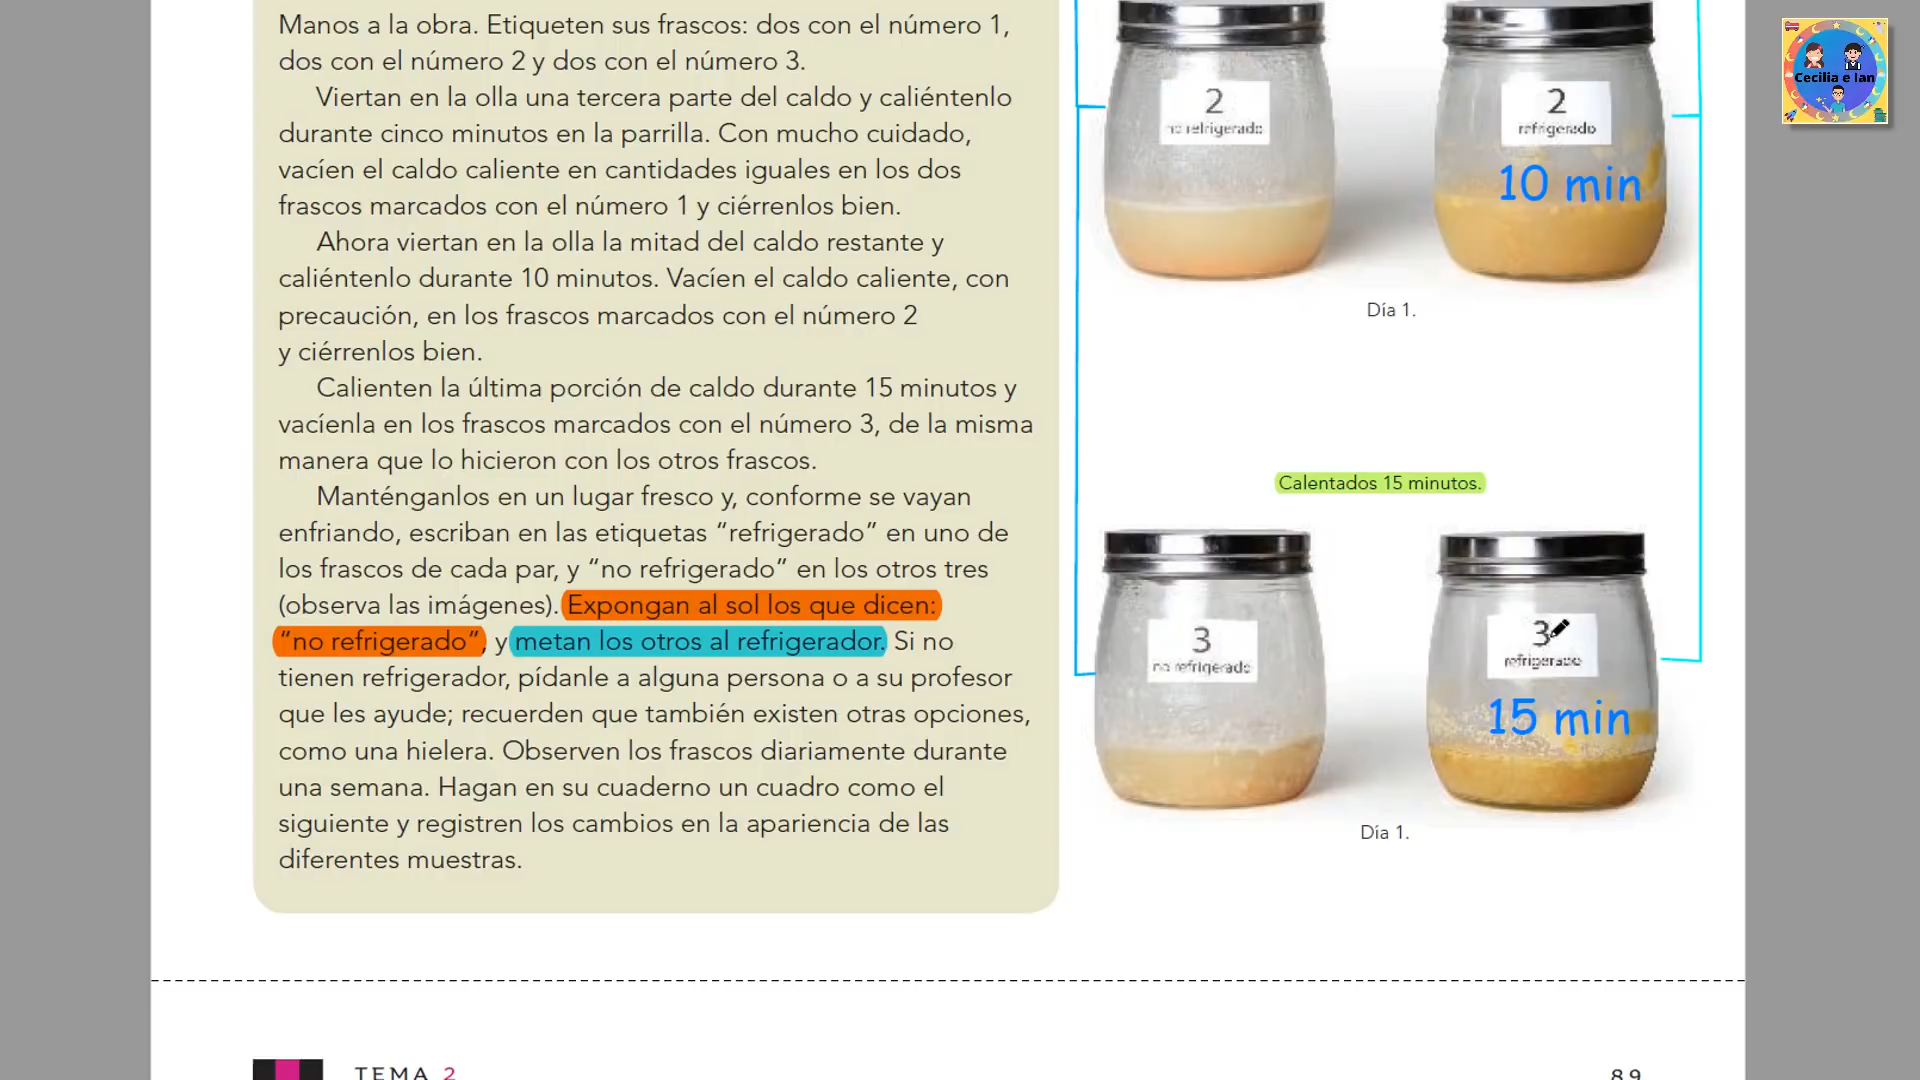 Manos a la obra. Etiqueten sus frascos: dos con el número 1,
dos con el número 2 y dos con el número 3.
Viertan en la olla una tercera parte del caldo y caliéntenlo
durante cinco minutos en la parrilla. Con mucho cuidado,
vacíen el caldo caliente en cantidades iguales en los dos
frascos marcados con el número 1 y ciérrenlos bien.
Ahora viertan en la olla la mitad del caldo restante y
caliéntenlo durante 10 minutos. Vacíen el caldo caliente, con
precaución, en los frascos marcados con el número 2
y ciérrenlos bien.
Calienten la última porción de caldo durante 15 minutos y
vacíenla en los frascos marcados con el número 3, de la misma
manera que lo hicieron con los otros frascos.
Manténganlos en un lugar fresco y, conforme se vayan
enfriando, escriban en las etiquetas “refrigerado” en uno de
los frascos de cada par, y “no refrigerado” en los otros tres
(observa las imágenes). Expongan al sol los que dicen:
“no refrigerado”, y metan los otros al refrigerador. Si no
tienen refrigerador, pídanle a alguna persona o a su profesor
que les ayude; recuerden que también existen otras opciones,
como una hielera. Observen los frascos diariamente durante
una semana. Hagan en su cuaderno un cuadro como el
siguiente y registren los cambios en la apariencia de las
diferentes muestras.
2
no refrigerado
2
refrigerado
10 min
Día 1.
Calentados 15 minutos.
3
no refrigerado
3
refrigerado
15 min
Día 1.
Cecilia e Ian
TEMA 2
89